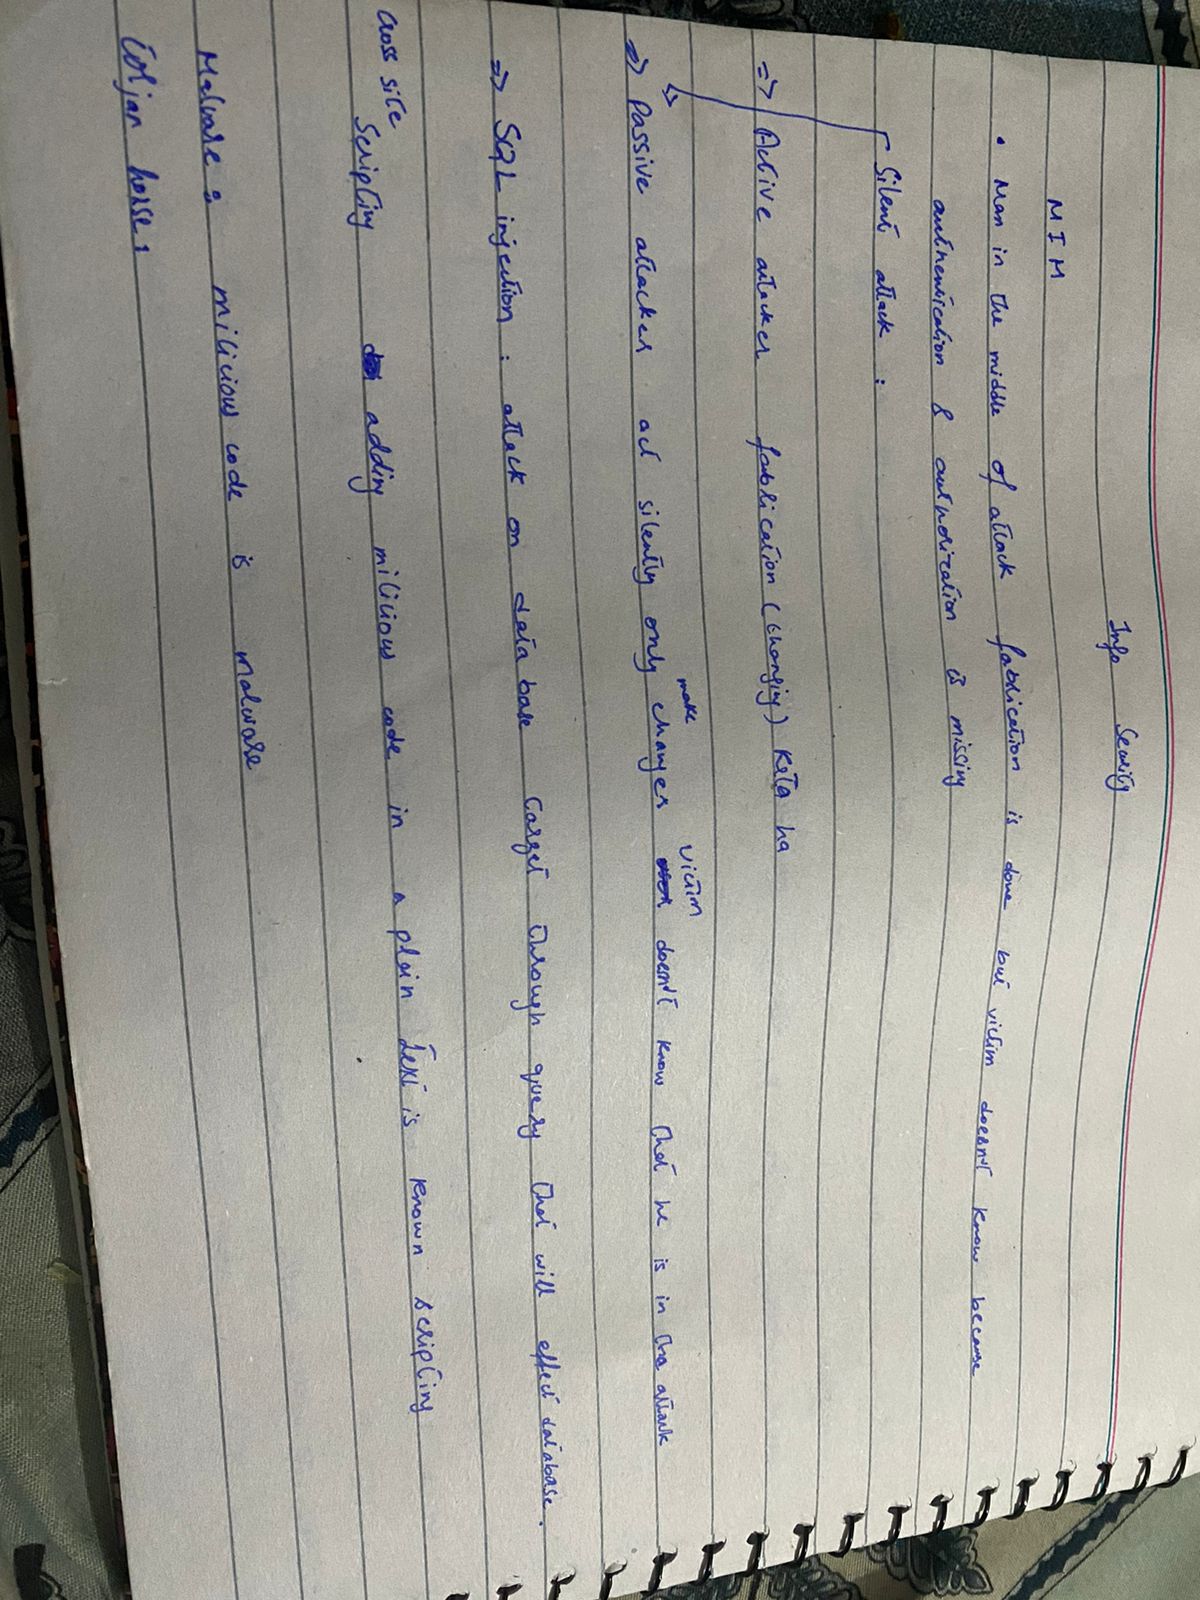 Info Security
MIM
• Man in the middle of attack fabrication is done but victim doesn't know because
authentication & authorization is missing
Silent attack :
=> Active attacker fabrication (changing) krta ha
make victim
=> Passive attacker act silently only changes doesn't know that he is in the attack
=> SQL injection : attack on data base target through query that will effect database.
Cross site
Scripting adding milicious code in a plain text is known scripting
Malware : milicious code is malware
Torjan horse :